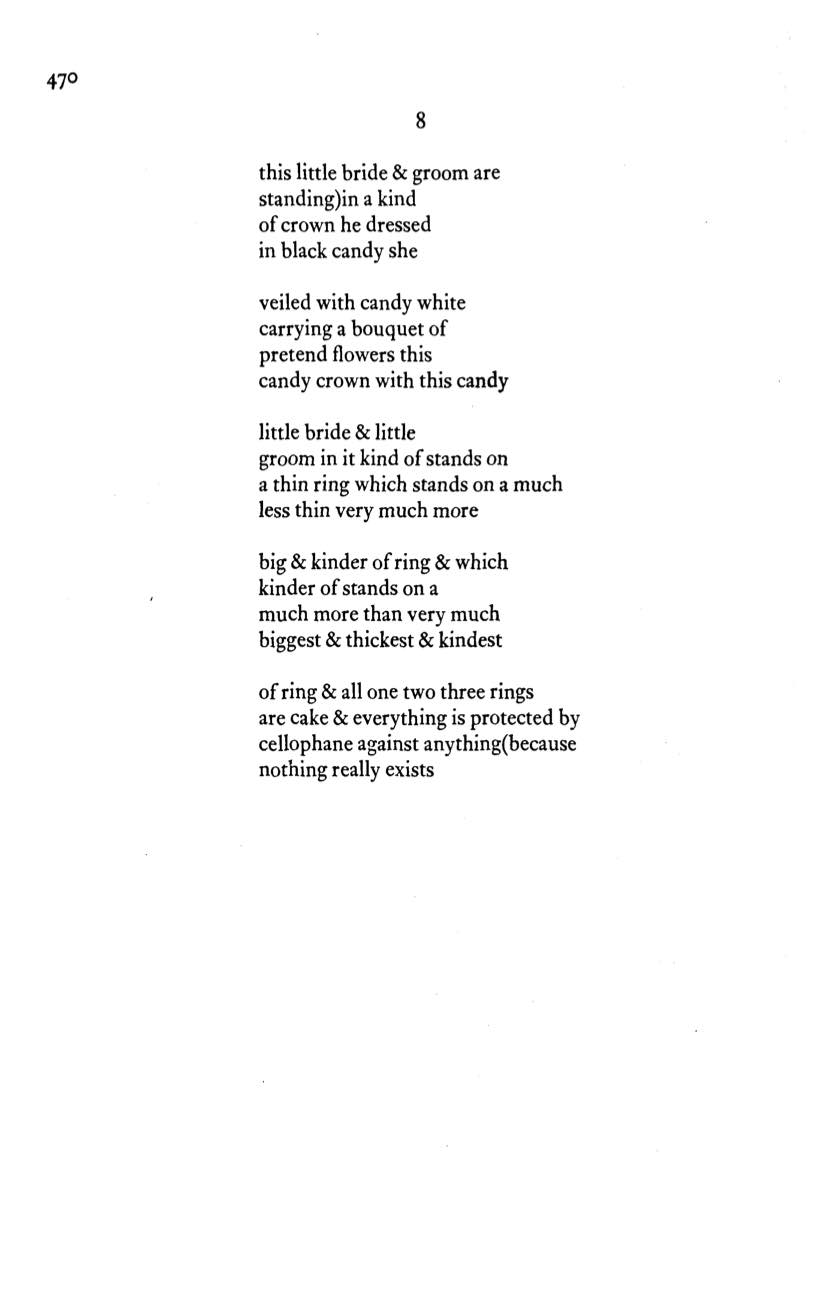 470
8
this little bride & groom are
standing)in a kind
of crown he dressed
in black candy she
veiled with candy white
carrying a bouquet of
pretend flowers this
candy crown with this candy
little bride & little
groom in it kind of stands on
a thin ring which stands on a much
less thin very much more
big & kinder of ring & which
kinder of stands on a
much more than very much
biggest & thickest & kindest
of ring & all one two three rings
are cake & everything is protected by
cellophane against anything(because
nothing really exists